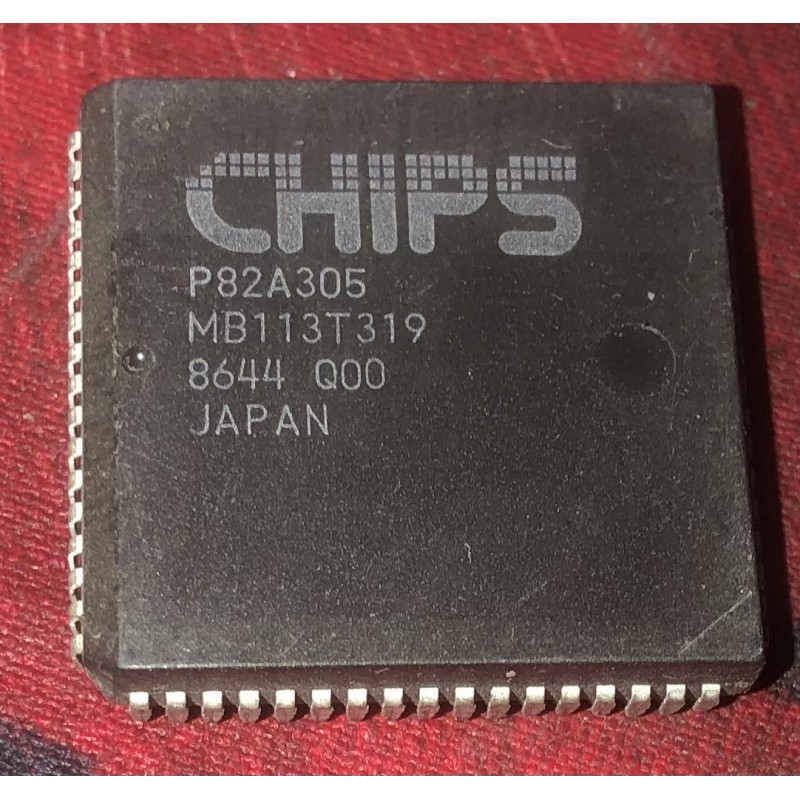 CHIPS
P82A305
MB113T319
8644 Q00
JAPAN